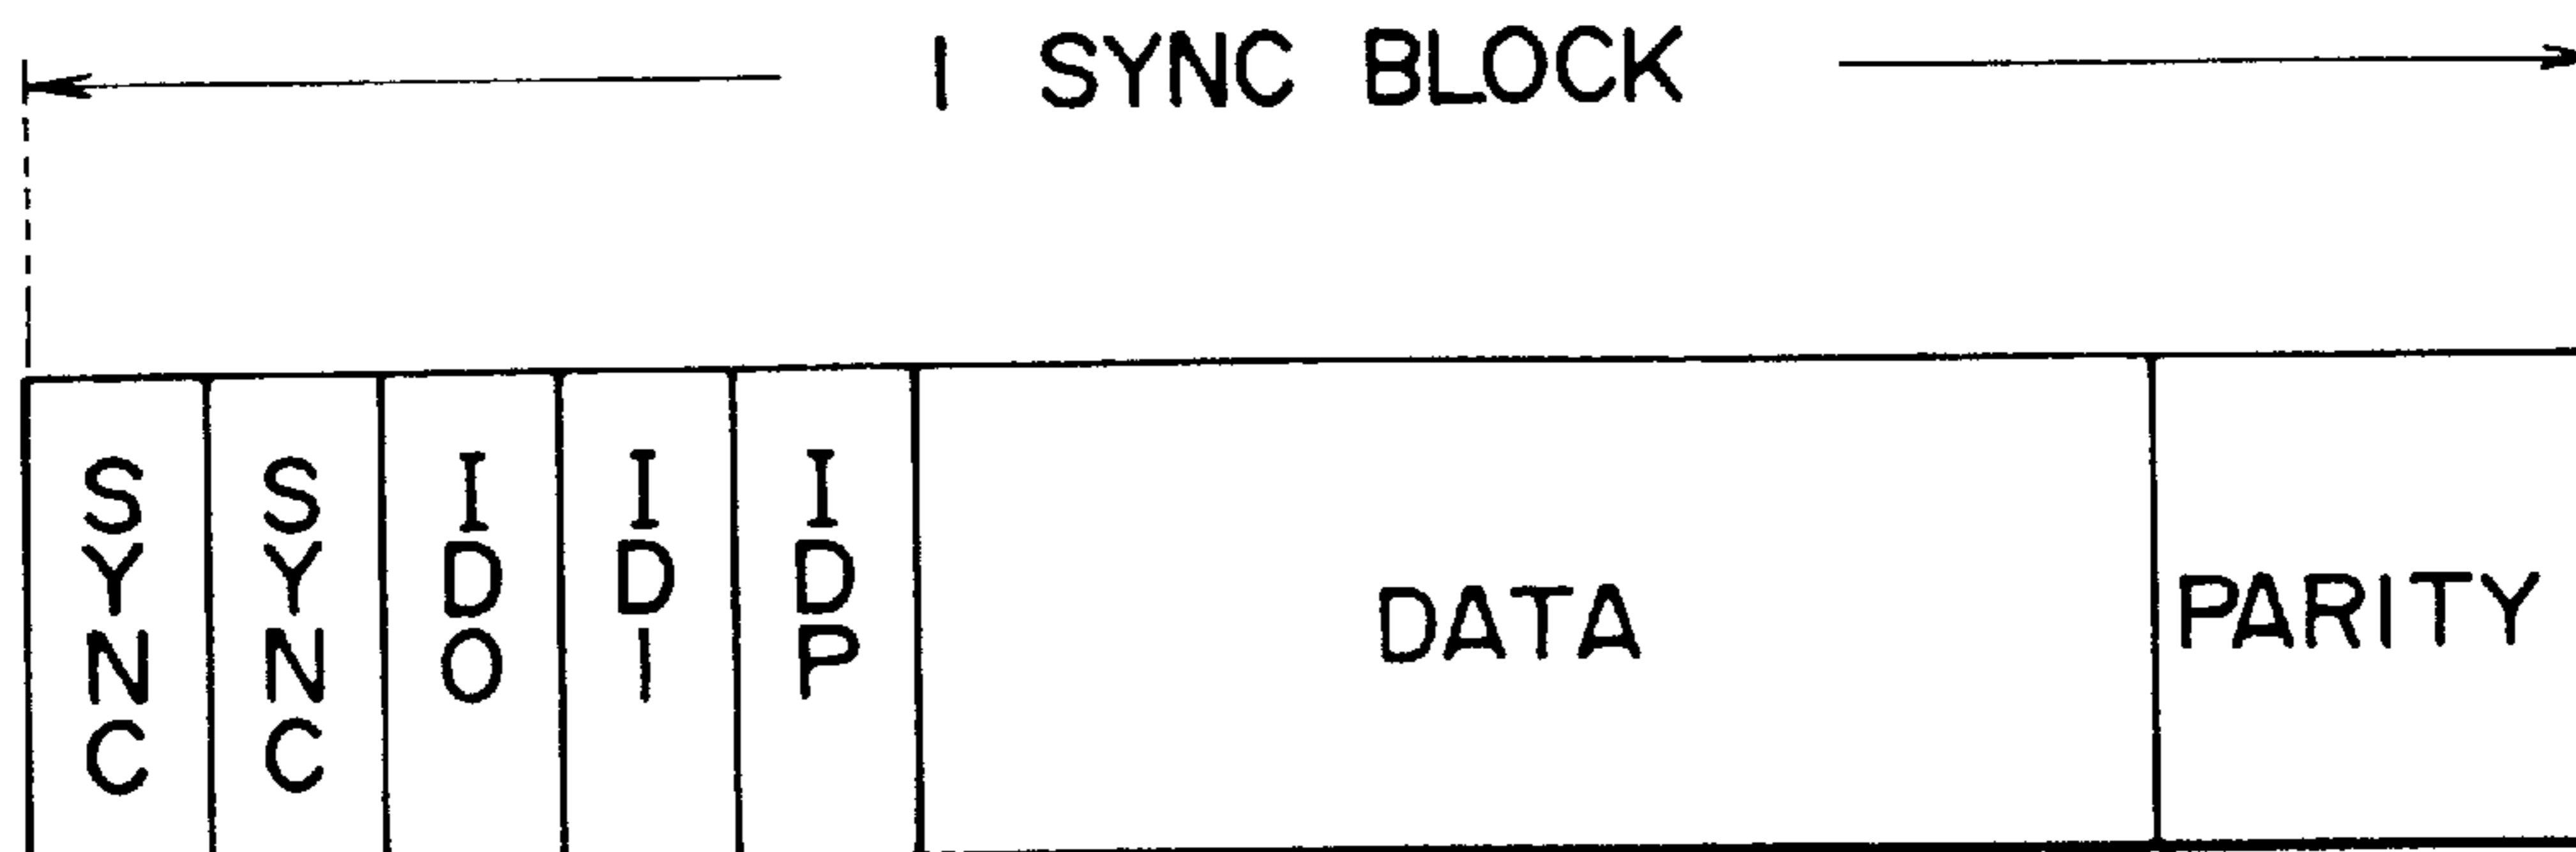 1 SYNC BLOCK
SYNC
SYNC
ID0
ID1
IDP
DATA
PARITY